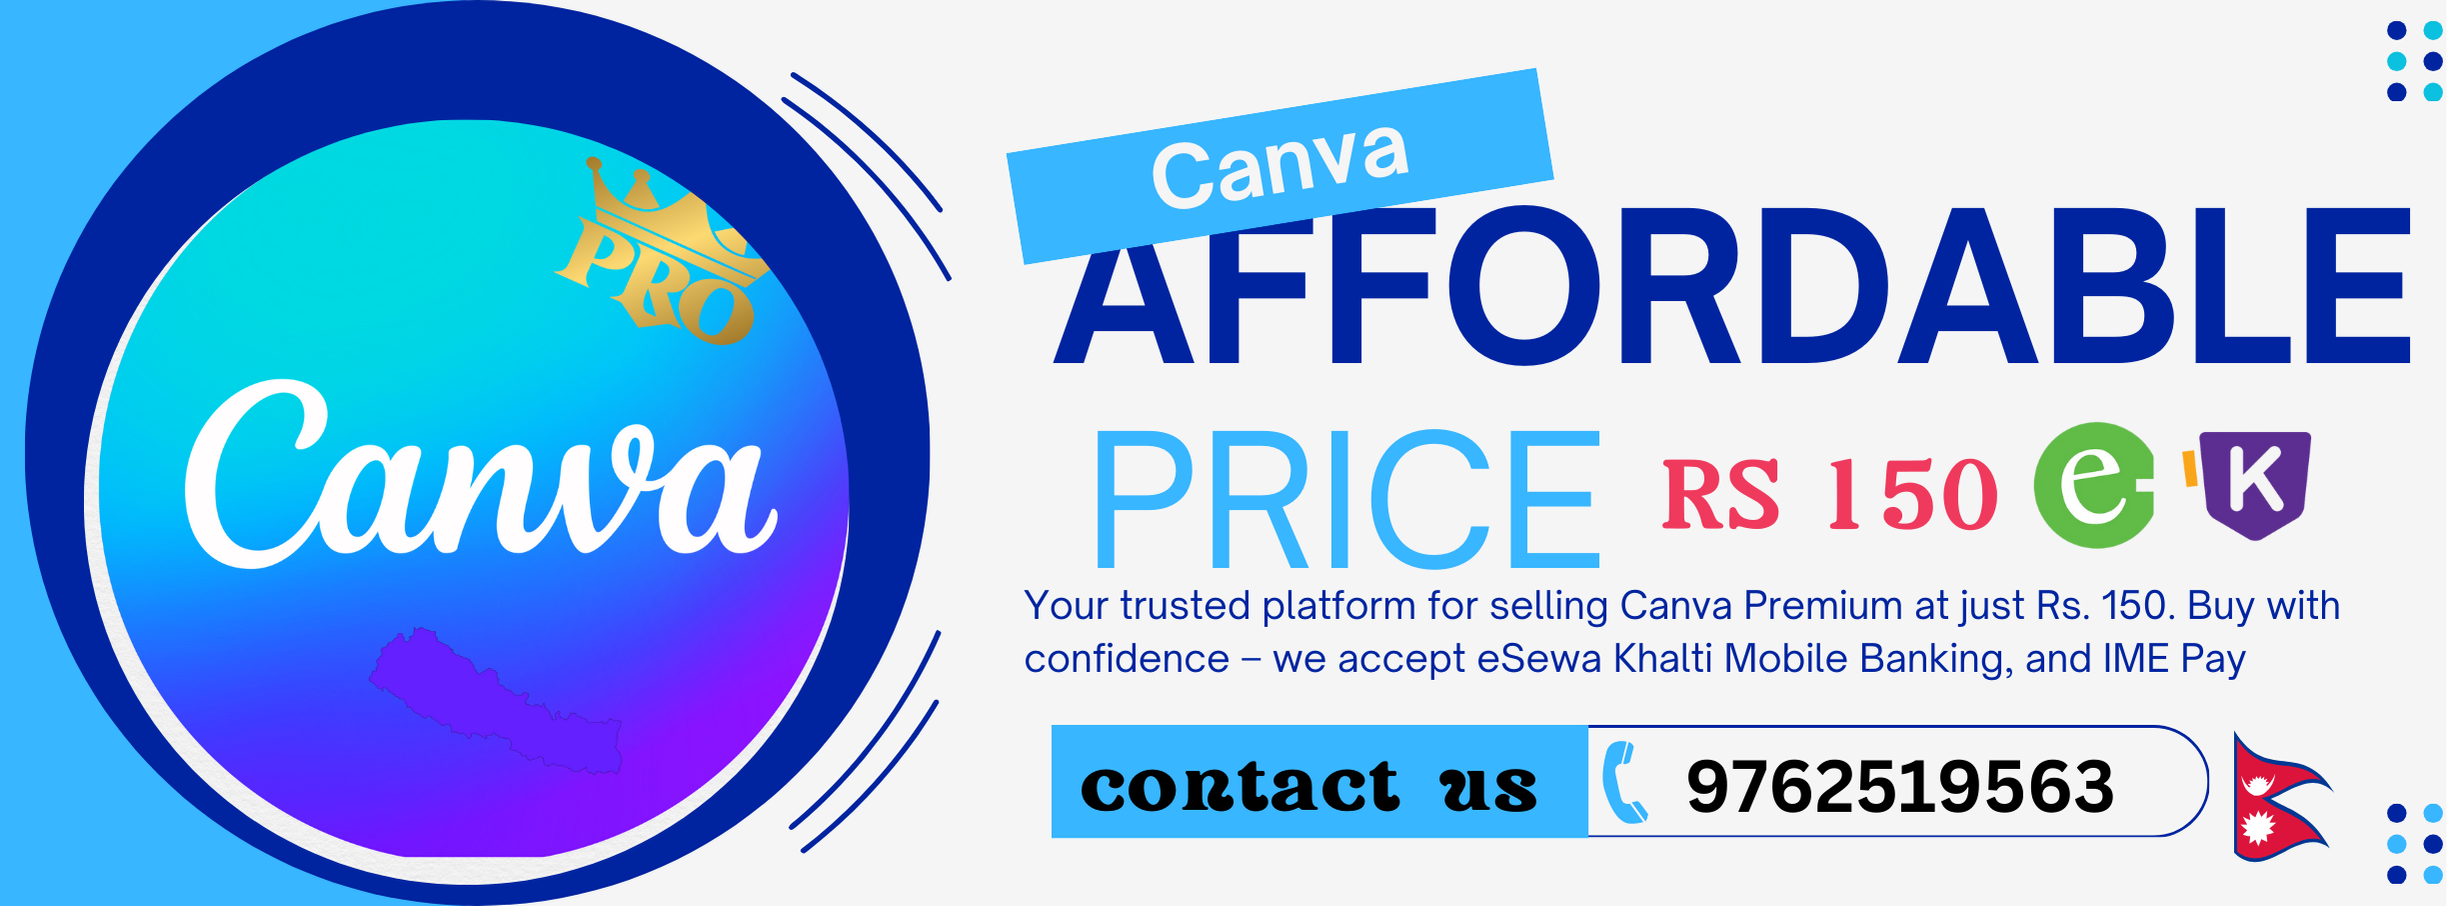 PRO
Canva
Canva
AFFORDABLE
PRICE
RS 150
e
K
Your trusted platform for selling Canva Premium at just Rs. 150. Buy with
confidence – we accept eSewa Khalti Mobile Banking, and IME Pay
contact us
9762519563